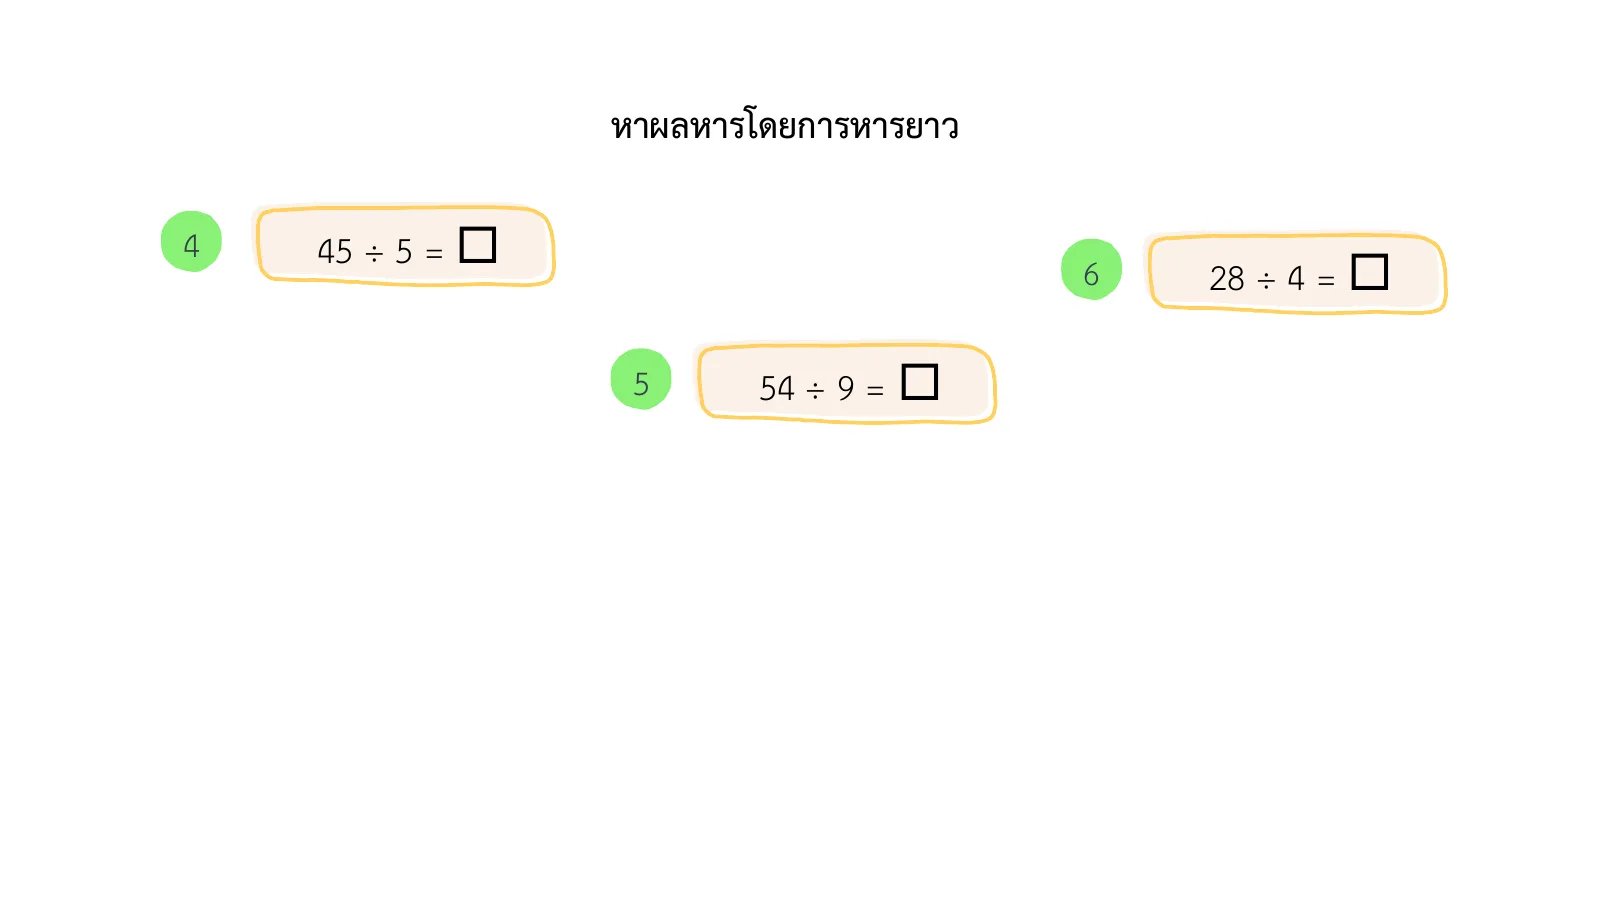 หาผลหารโดยการหารยาว
4
45 ÷ 5 = □
6
28 ÷ 4 = □
5
54 ÷ 9 = □